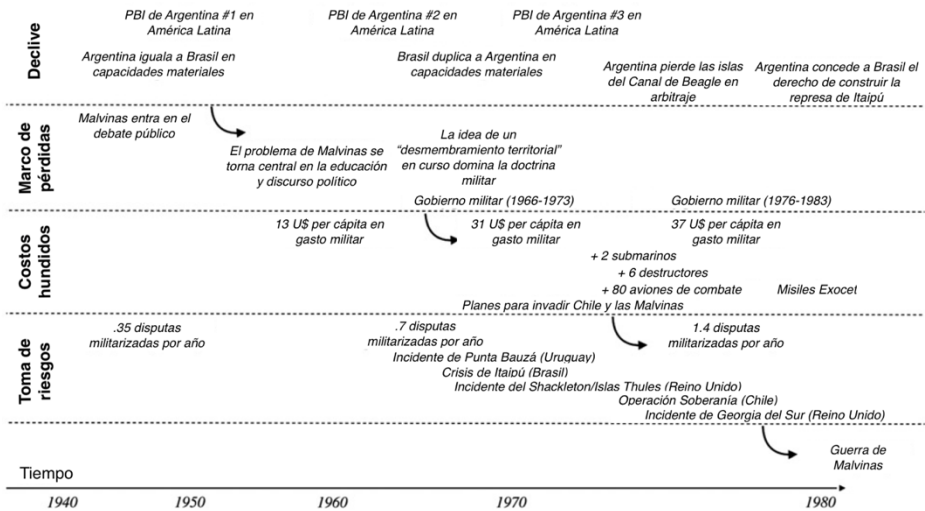 Declive
PBI de Argentina #1 en
América Latina
PBI de Argentina #2 en
América Latina
PBI de Argentina #3 en
América Latina
Argentina iguala a Brasil en
capacidades materiales
Brasil duplica a Argentina en
capacidades materiales
Argentina pierde las islas
del Canal de Beagle en
arbitraje
Argentina concede a Brasil el
derecho de construir la
represa de Itaipú
Marco de
pérdidas
Malvinas entra en el
debate público
El problema de Malvinas se
torna central en la educación
y discurso político
La idea de un
“desmembramiento territorial”
en curso domina la doctrina
militar
Gobierno militar (1966-1973)
Gobierno militar (1976-1983)
Costos
hundidos
13 U$ per cápita en
gasto militar
31 U$ per cápita en
gasto militar
37 U$ per cápita en
gasto militar
+ 2 submarinos
+ 6 destructores
+ 80 aviones de combate
Misiles Exocet
Planes para invadir Chile y las Malvinas
Toma de
riesgos
.35 disputas
militarizadas por año
.7 disputas
militarizadas por año
1.4 disputas
militarizadas por año
Incidente de Punta Bauzá (Uruguay)
Crisis de Itaipú (Brasil)
Incidente del Shackleton/Islas Thules (Reino Unido)
Operación Soberanía (Chile)
Incidente de Georgia del Sur (Reino Unido)
Guerra de
Malvinas
Tiempo
1940
1950
1960
1970
1980